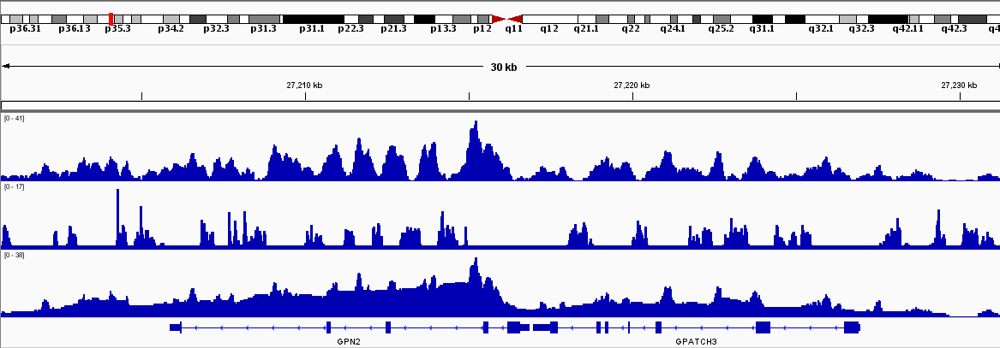 p36.31 p36.13 p35.3 p34.2 p32.3 p31.3 p31.1 p22.3 p21.3 p13.3 p12 q11 q12 q21.1 q22 q24.1 q25.2 q31.1 q32.1 q32.3 q42.11 q42.3 q4
30 kb
27,210 kb 27,220 kb 27,230 kb
[0 - 41]
[0 - 17]
[0 - 38]
GPN2 GPATCH3